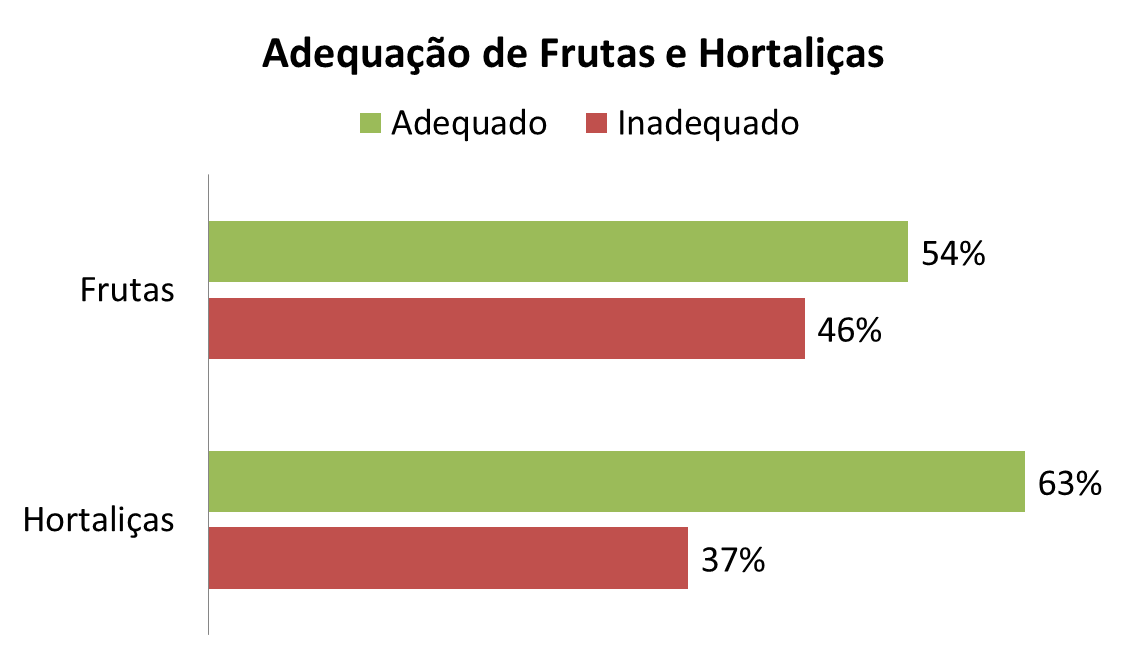 Adequação de Frutas e Hortaliças
Adequado Inadequado
Frutas
54%
46%
Hortaliças
63%
37%